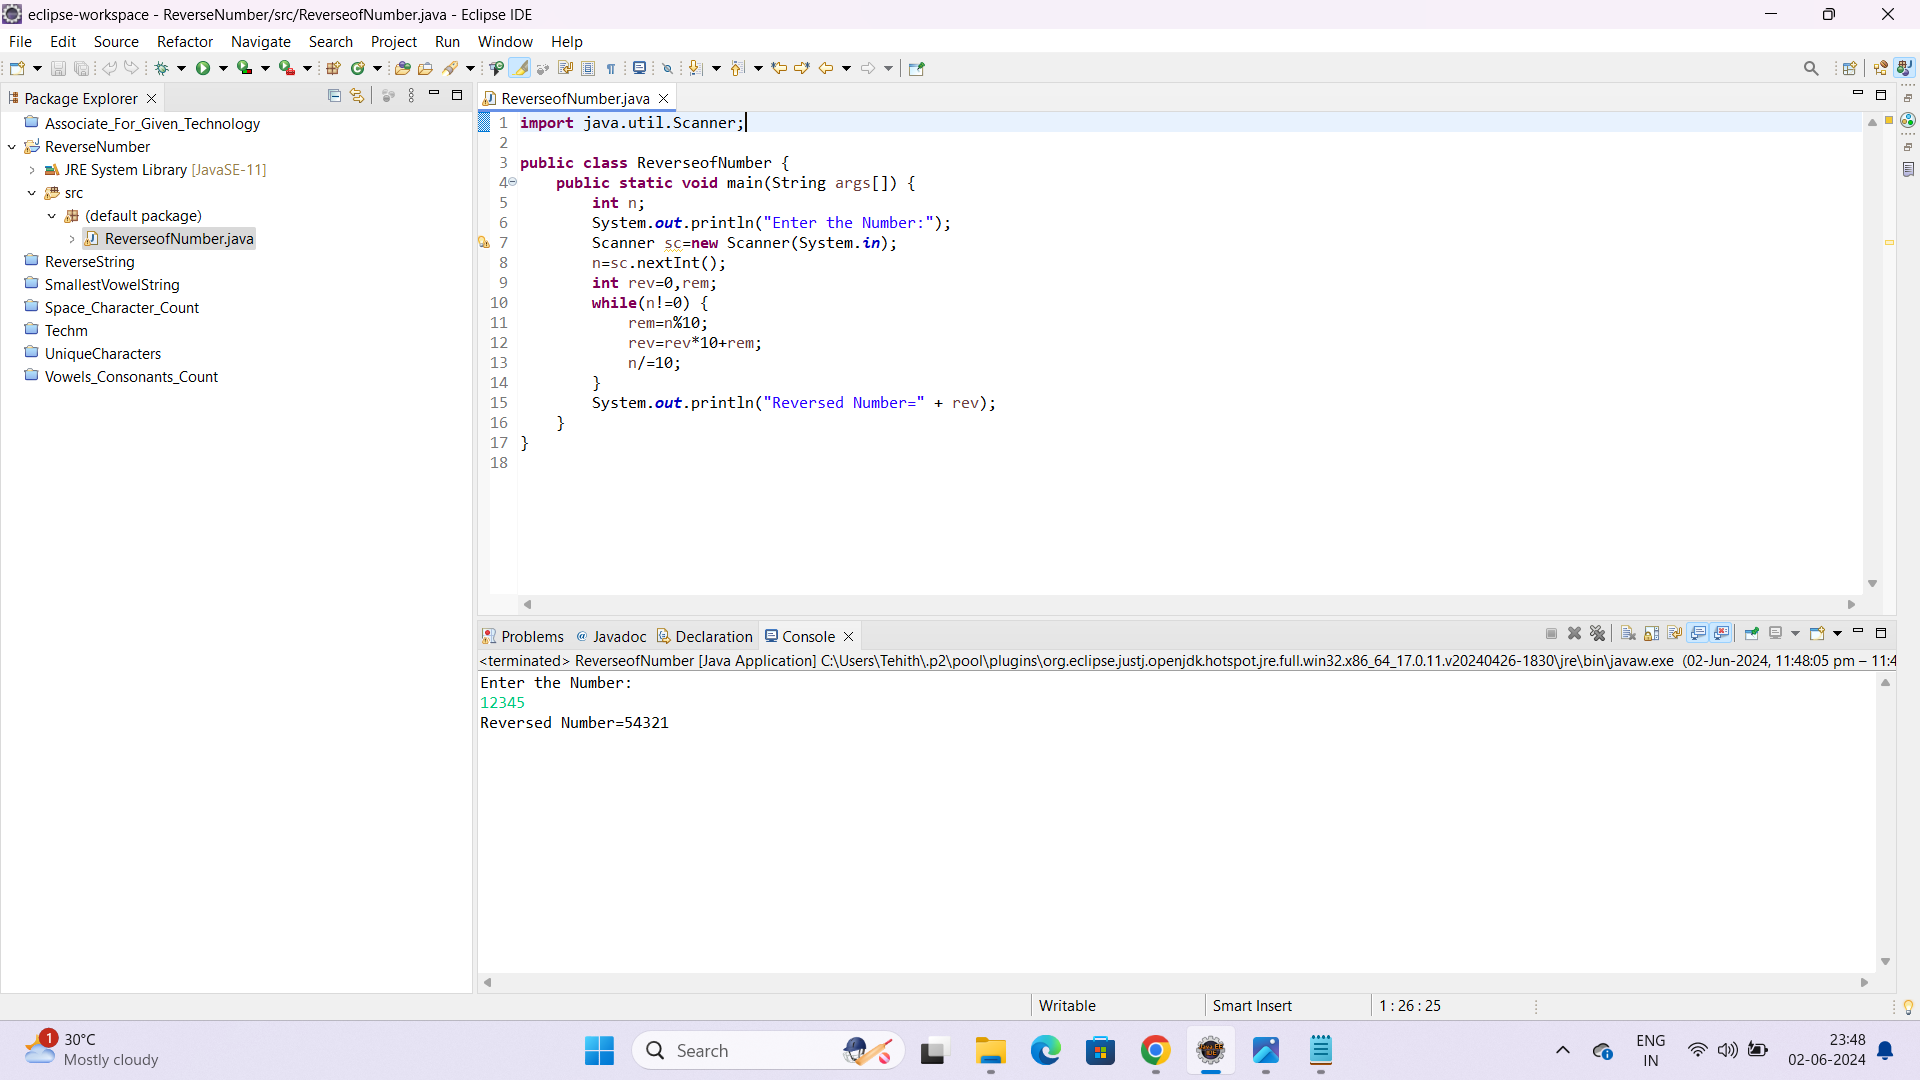 eclipse-workspace - ReverseNumber/src/ReverseofNumber.java - Eclipse IDE
File Edit Source Refactor Navigate Search Project Run Window Help
Package Explorer
Associate_For_Given_Technology
ReverseNumber
JRE System Library [JavaSE-11]
src
(default package)
ReverseofNumber.java
ReverseString
SmallestVowelString
Space_Character_Count
Techm
UniqueCharacters
Vowels_Consonants_Count
ReverseofNumber.java
1 import java.util.Scanner;
2
3 public class ReverseofNumber {
4     public static void main(String args[]) {
5         int n;
6         System.out.println("Enter the Number:");
7         Scanner sc=new Scanner(System.in);
8         n=sc.nextInt();
9         int rev=0,rem;
10         while(n!=0) {
11             rem=n%10;
12             rev=rev*10+rem;
13             n/=10;
14         }
15         System.out.println("Reversed Number=" + rev);
16     }
17 }
18
Problems Javadoc Declaration Console
<terminated> ReverseofNumber [Java Application] C:\Users\Tehith\.p2\pool\plugins\org.eclipse.justj.openjdk.hotspot.jre.full.win32.x86_64_17.0.11.v20240426-1830\jre\bin\javaw.exe (02-Jun-2024, 11:48:05 pm – 11:4
Enter the Number:
12345
Reversed Number=54321
Writable Smart Insert 1 : 26 : 25
1
30°C
Mostly cloudy
Search
ENG
IN
23:48
02-06-2024